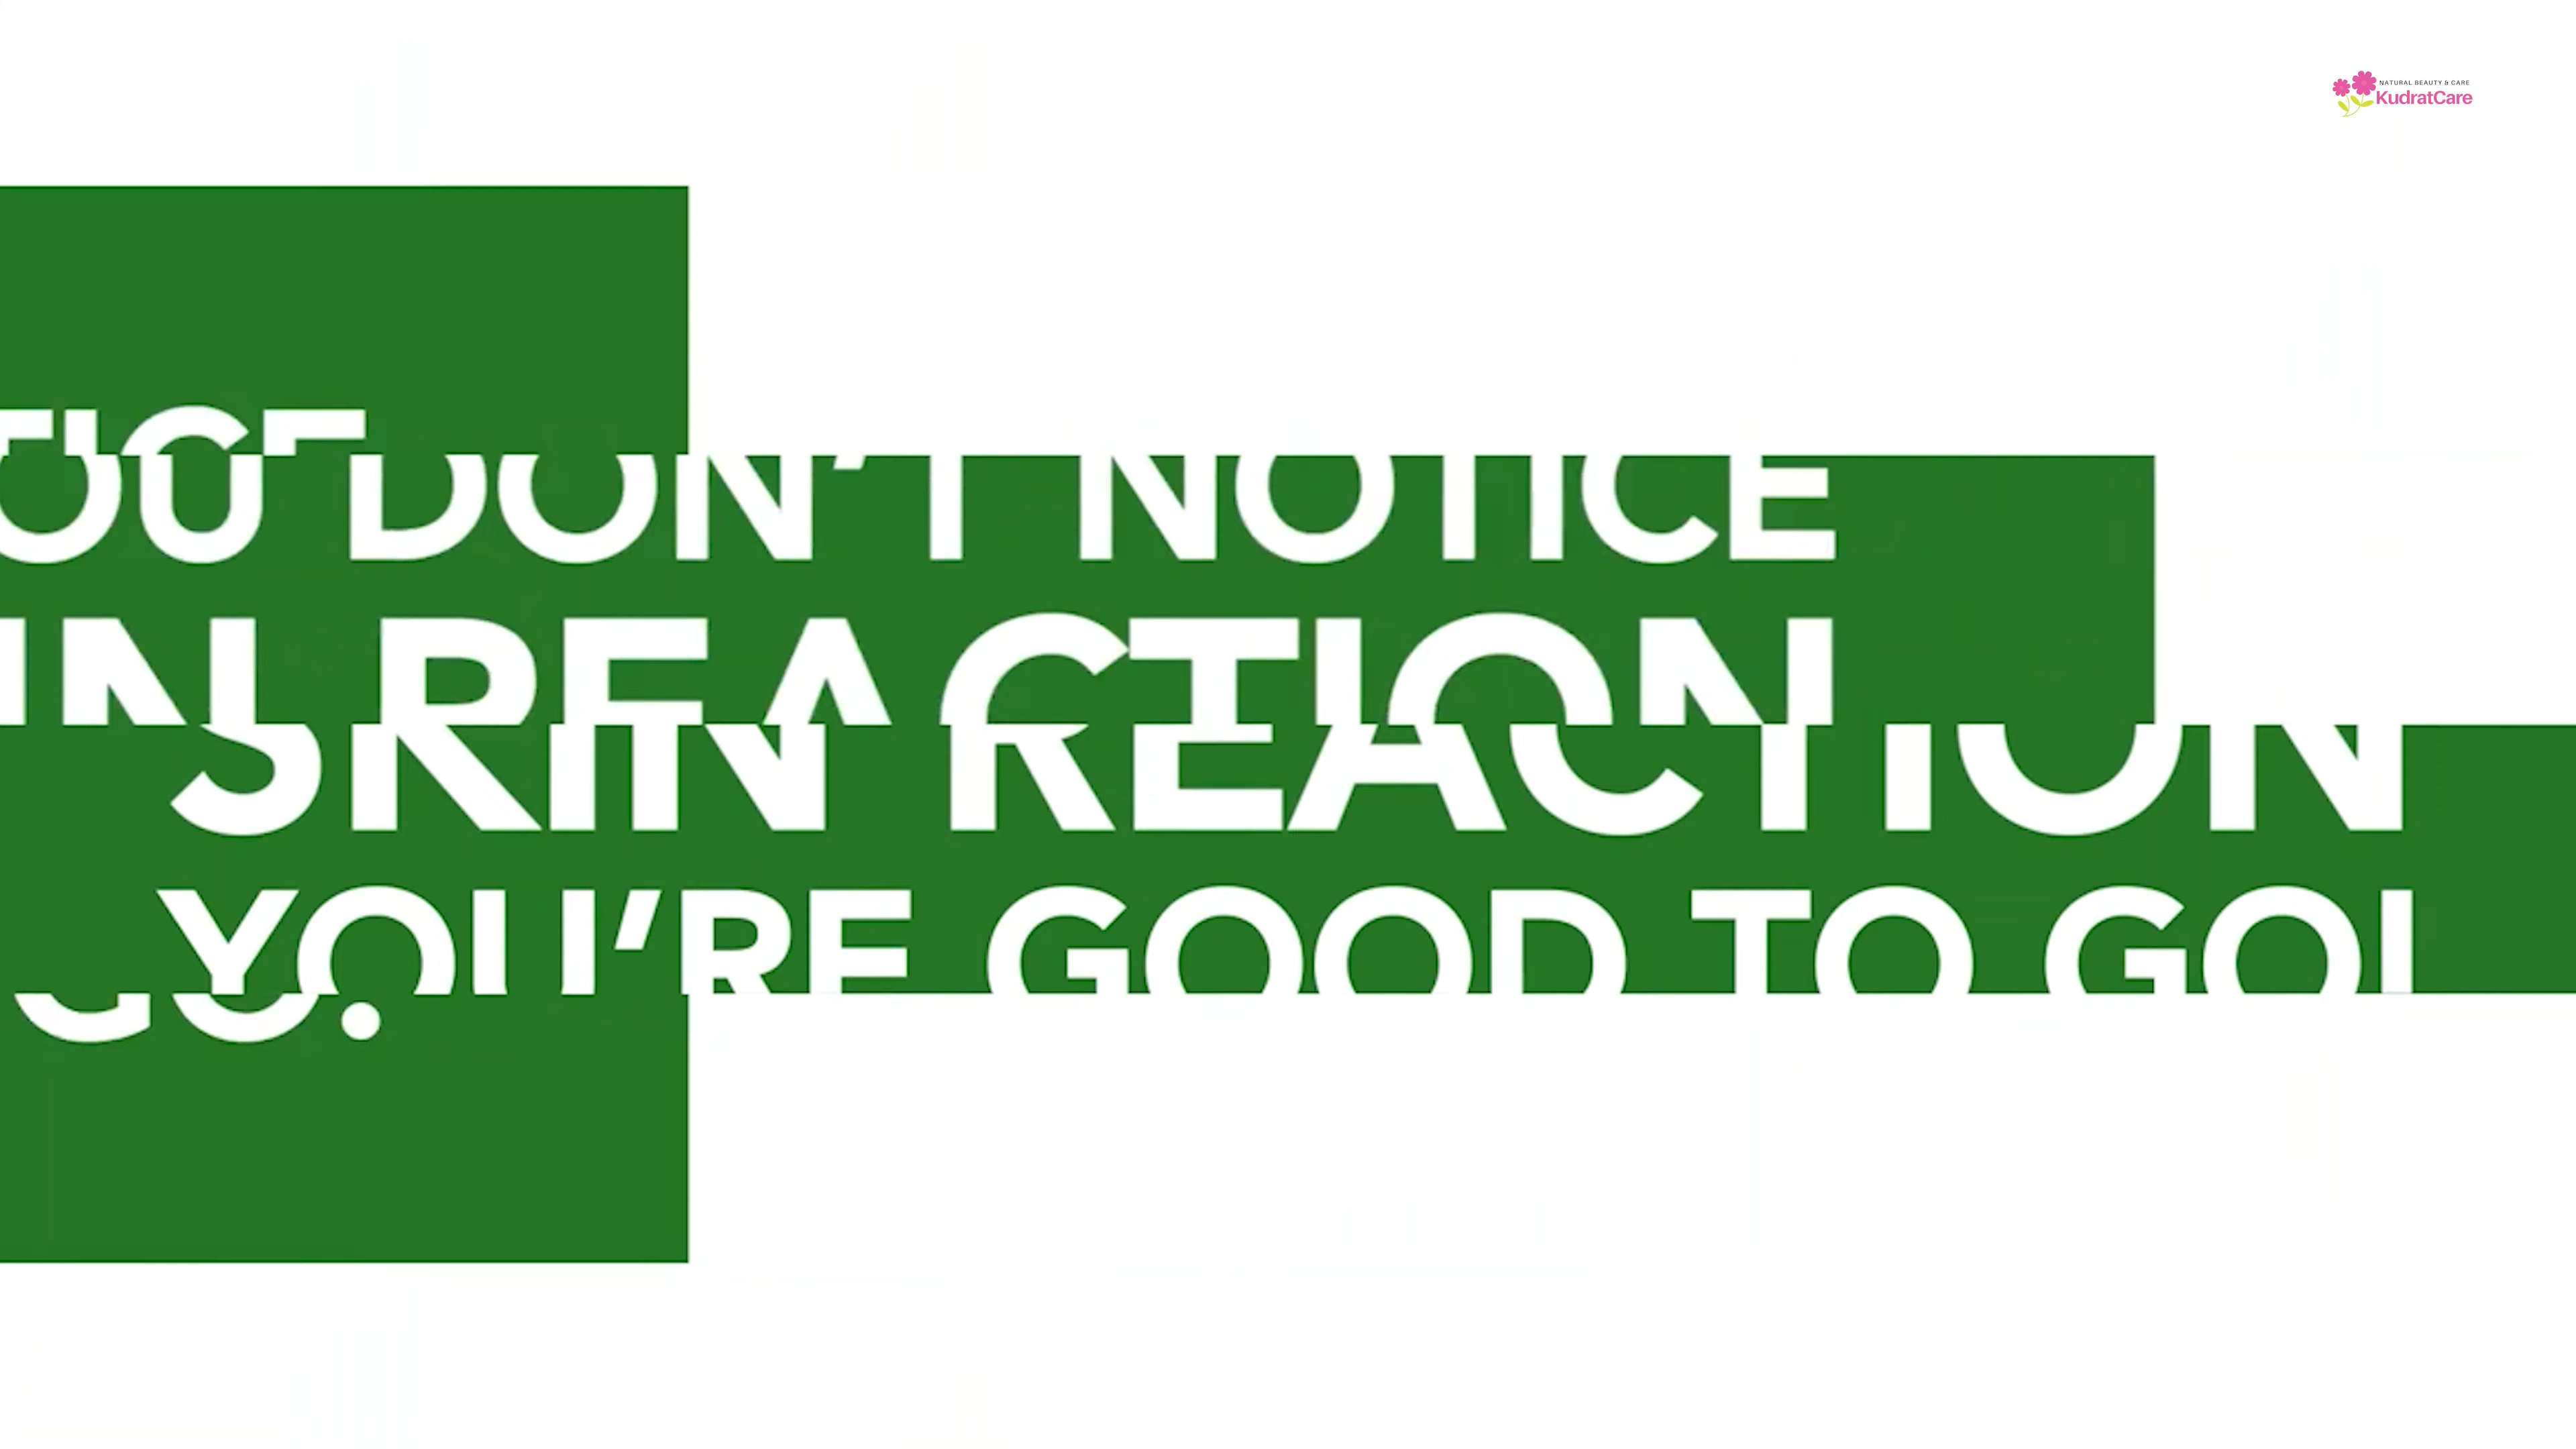 NATURAL BEAUTY & CARE
KudratCare
DON'T NOTICE
SKIN REACTION
YOU'RE GOOD TO GO!